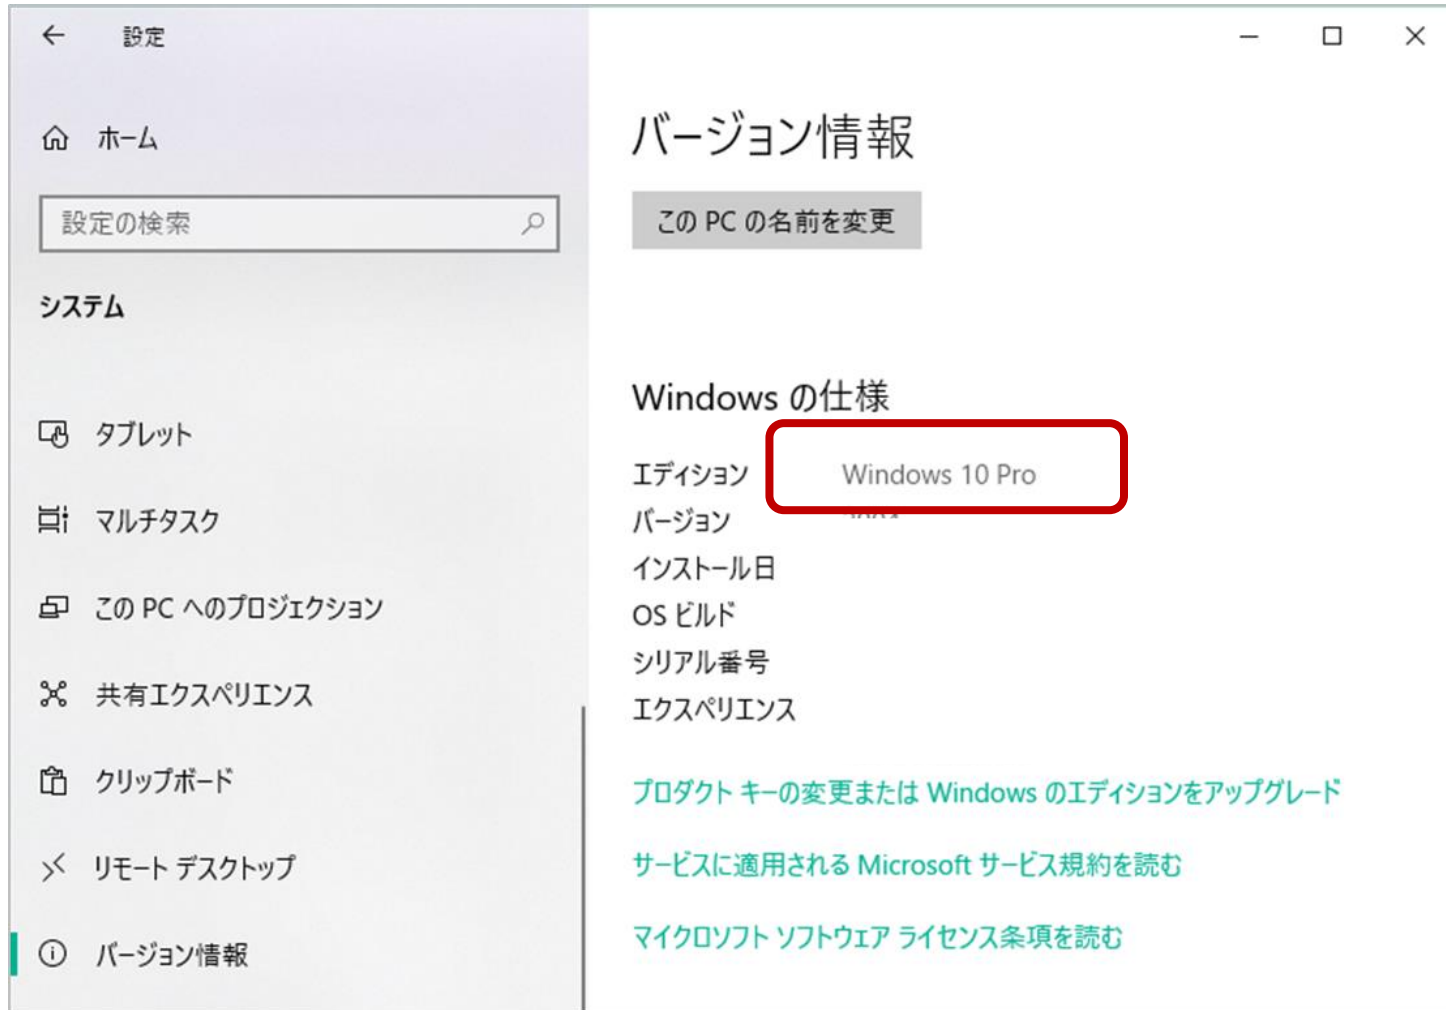 設定
ホーム
設定の検索
システム
タブレット
マルチタスク
この PC へのプロジェクション
共有エクスペリエンス
クリップボード
リモート デスクトップ
バージョン情報
バージョン情報
この PC の名前を変更
Windows の仕様
エディション Windows 10 Pro
バージョン
インストール日
OS ビルド
シリアル番号
エクスペリエンス
プロダクト キーの変更または Windows のエディションをアップグレード
サービスに適用される Microsoft サービス規約を読む
マイクロソフト ソフトウェア ライセンス条項を読む